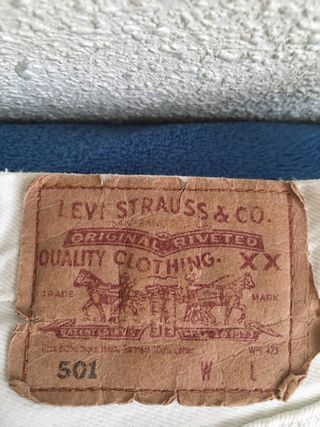 LEVI STRAUSS & CO.
ORIGINAL RIVETED
QUALITY CLOTHING. XX
TRADE MARK
501 W L